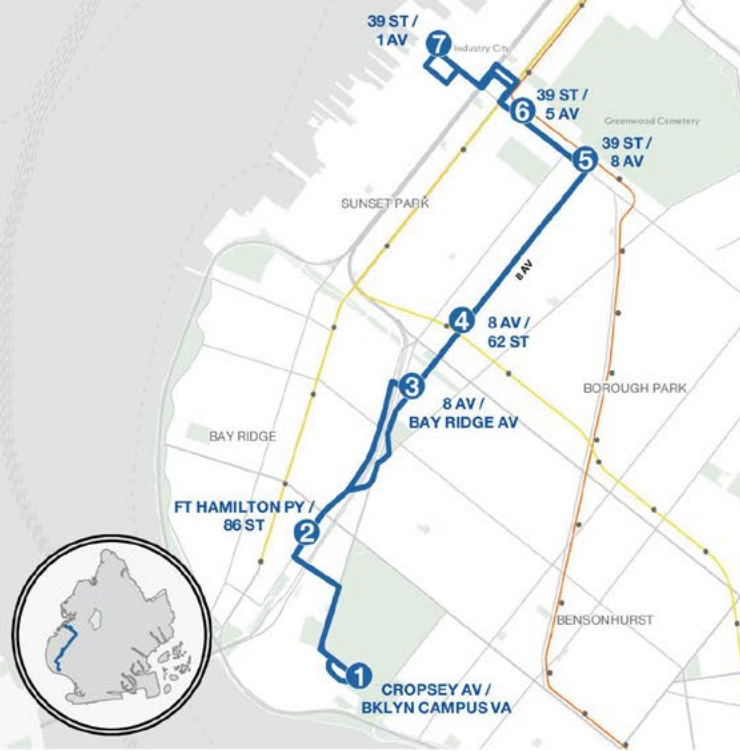 39 ST /
1 AV
7
Industry City
6
39 ST /
5 AV
Greenwood Cemetery
5
39 ST /
8 AV
SUNSET PARK
8 AV
4
8 AV /
62 ST
3
8 AV /
BAY RIDGE AV
BOROUGH PARK
BAY RIDGE
FT HAMILTON PY /
86 ST
2
BENSONHURST
1
CROPSEY AV /
BKLYN CAMPUS VA